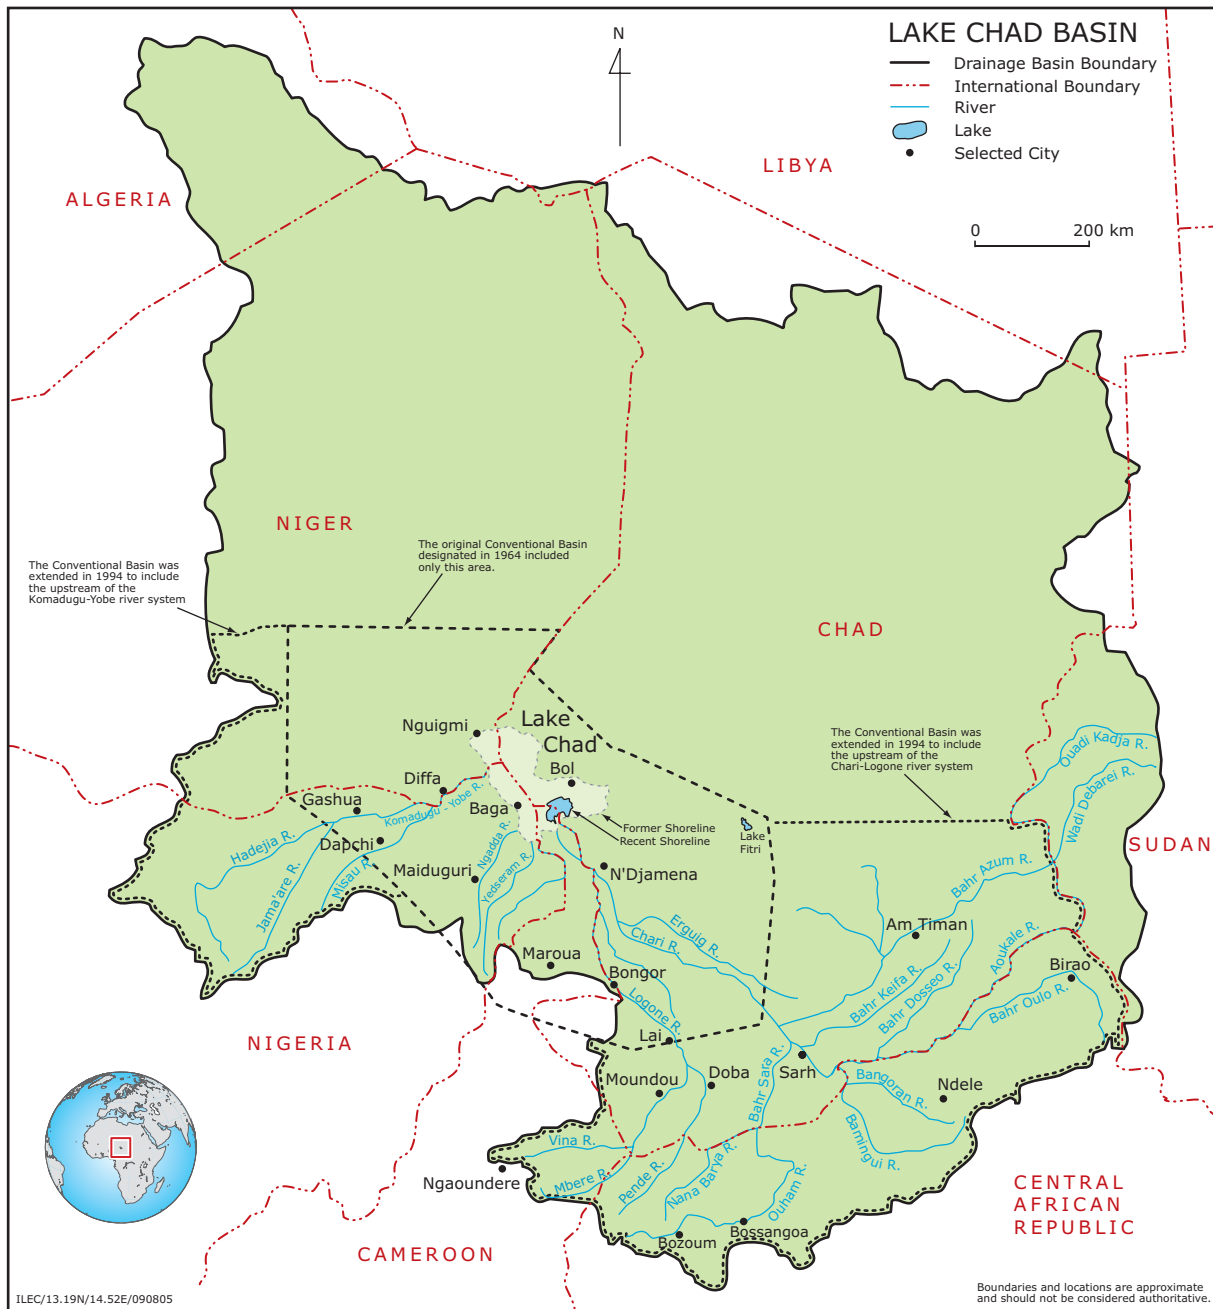 LAKE CHAD BASIN
Drainage Basin Boundary
International Boundary
River
Lake
Selected City
N
0 200 km
ALGERIA
LIBYA
NIGER
CHAD
SUDAN
NIGERIA
CAMEROON
CENTRAL
AFRICAN
REPUBLIC
The Conventional Basin was
extended in 1994 to include
the upstream of the
Komadugu-Yobe river system
The original Conventional Basin
designated in 1964 included
only this area.
The Conventional Basin was
extended in 1994 to include
the upstream of the
Chari-Logone river system
Lake
Chad
Nguigmi
Bol
Diffa
Baga
Gashua
Dapchi
Maiduguri
Former Shoreline
Recent Shoreline
Lake
Fitri
N'Djamena
Maroua
Bongor
Am Timan
Birao
Lai
Sarh
Moundou
Doba
Ndele
Ngaoundere
Bozoum
Bossangoa
Komadugu - Yobe R.
Hadejia R.
Jama'are R.
Misau R.
Ngadda R.
Yedseram R.
Ouadi Kadja R.
Wadi Debarei R.
Bahr Azum R.
Erguig R.
Chari R.
Logone R.
Bahr Keifa R.
Bahr Dosseo R.
Aoukale R.
Bahr Oulo R.
Bahr Sara R.
Bangoran R.
Bamingui R.
Vina R.
Mbere R.
Pende R.
Nana Barya R.
Ouham R.
ILEC/13.19N/14.52E/090805
Boundaries and locations are approximate
and should not be considered authoritative.